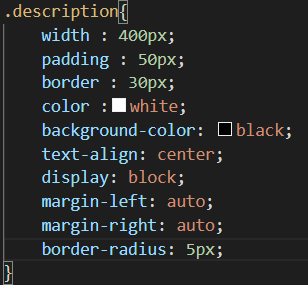 .description{
width : 400px;
padding : 50px;
border : 30px;
color : white;
background-color: black;
text-align: center;
display: block;
margin-left: auto;
margin-right: auto;
border-radius: 5px;
}